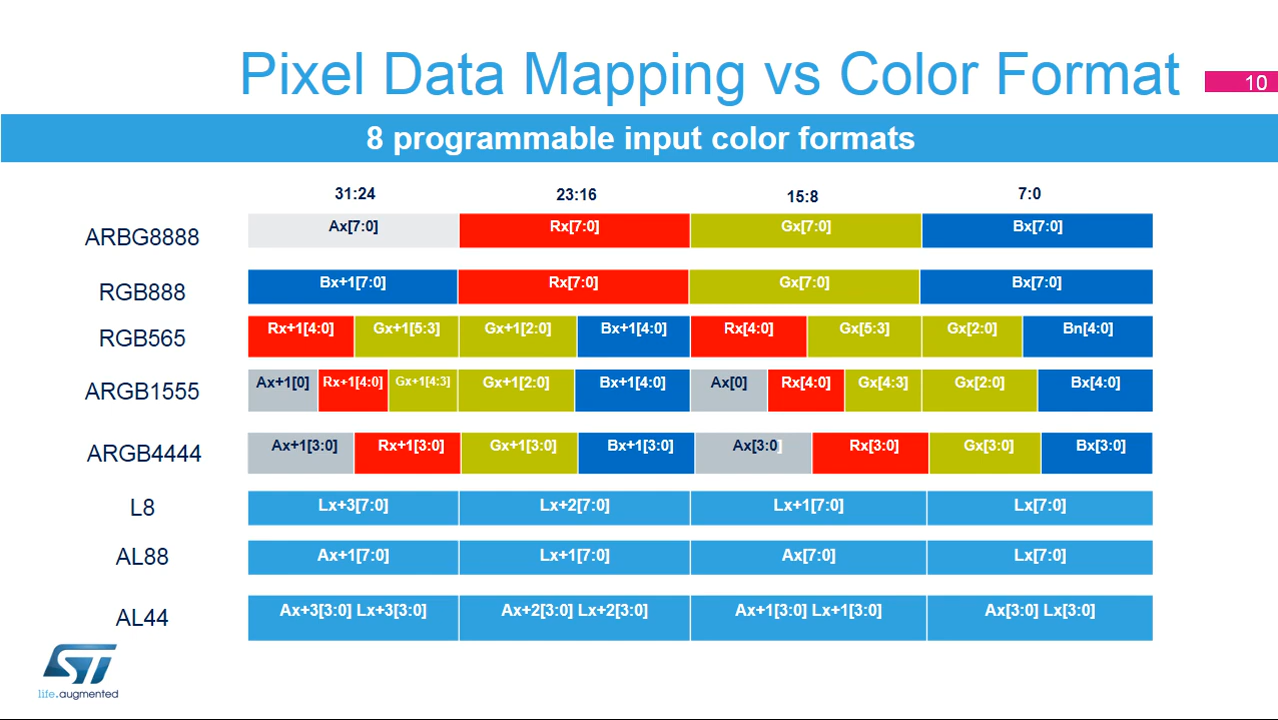 Pixel Data Mapping vs Color Format
10
8 programmable input color formats
31:24 23:16 15:8 7:0
ARBG8888 Ax[7:0] Rx[7:0] Gx[7:0] Bx[7:0]
RGB888 Bx+1[7:0] Rx[7:0] Gx[7:0] Bx[7:0]
RGB565 Rx+1[4:0] Gx+1[5:3] Gx+1[2:0] Bx+1[4:0] Rx[4:0] Gx[5:3] Gx[2:0] Bn[4:0]
ARGB1555 Ax+1[0] Rx+1[4:0] Gx+1[4:3] Gx+1[2:0] Bx+1[4:0] Ax[0] Rx[4:0] Gx[4:3] Gx[2:0] Bx[4:0]
ARGB4444 Ax+1[3:0] Rx+1[3:0] Gx+1[3:0] Bx+1[3:0] Ax[3:0] Rx[3:0] Gx[3:0] Bx[3:0]
L8 Lx+3[7:0] Lx+2[7:0] Lx+1[7:0] Lx[7:0]
AL88 Ax+1[7:0] Lx+1[7:0] Ax[7:0] Lx[7:0]
AL44 Ax+3[3:0] Lx+3[3:0] Ax+2[3:0] Lx+2[3:0] Ax+1[3:0] Lx+1[3:0] Ax[3:0] Lx[3:0]
ST
life.augmented